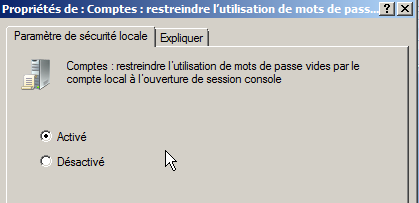 Propriétés de : Comptes : restreindre l'utilisation de mots de pass...
Paramètre de sécurité locale
Expliquer
Comptes : restreindre l'utilisation de mots de passe vides par le
compte local à l'ouverture de session console
Activé
Désactivé